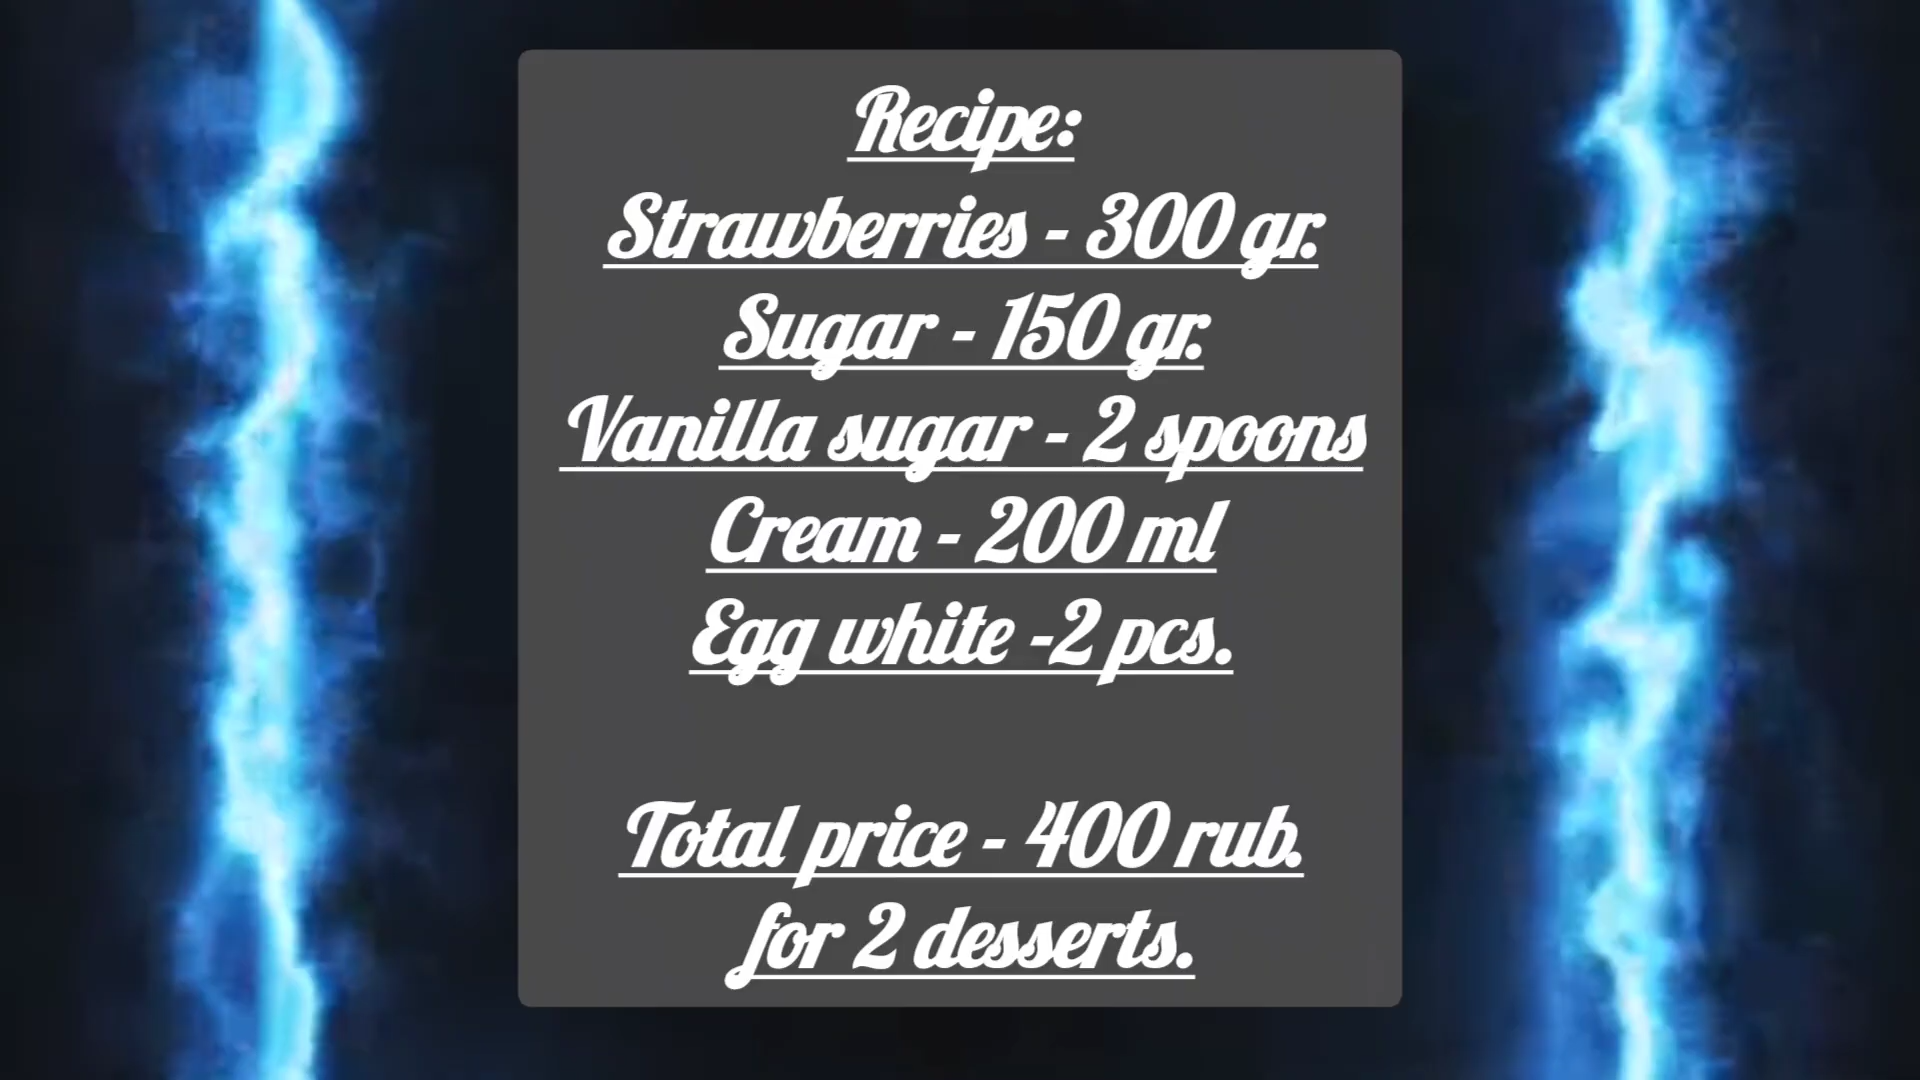 Recipe:
Strawberries - 300 gr.
Sugar - 150 gr.
Vanilla sugar - 2 spoons
Cream - 200 ml
Egg white -2 pcs.
Total price - 400 rub.
for 2 desserts.